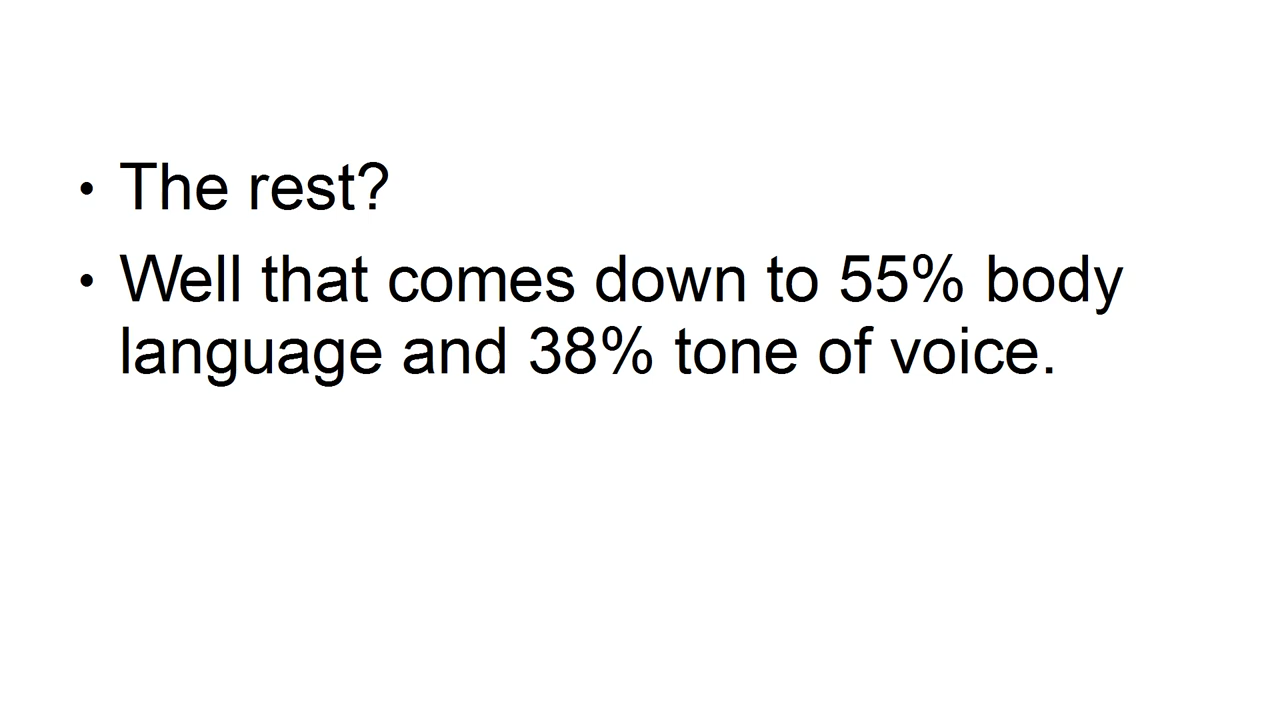 • The rest?
• Well that comes down to 55% body
language and 38% tone of voice.